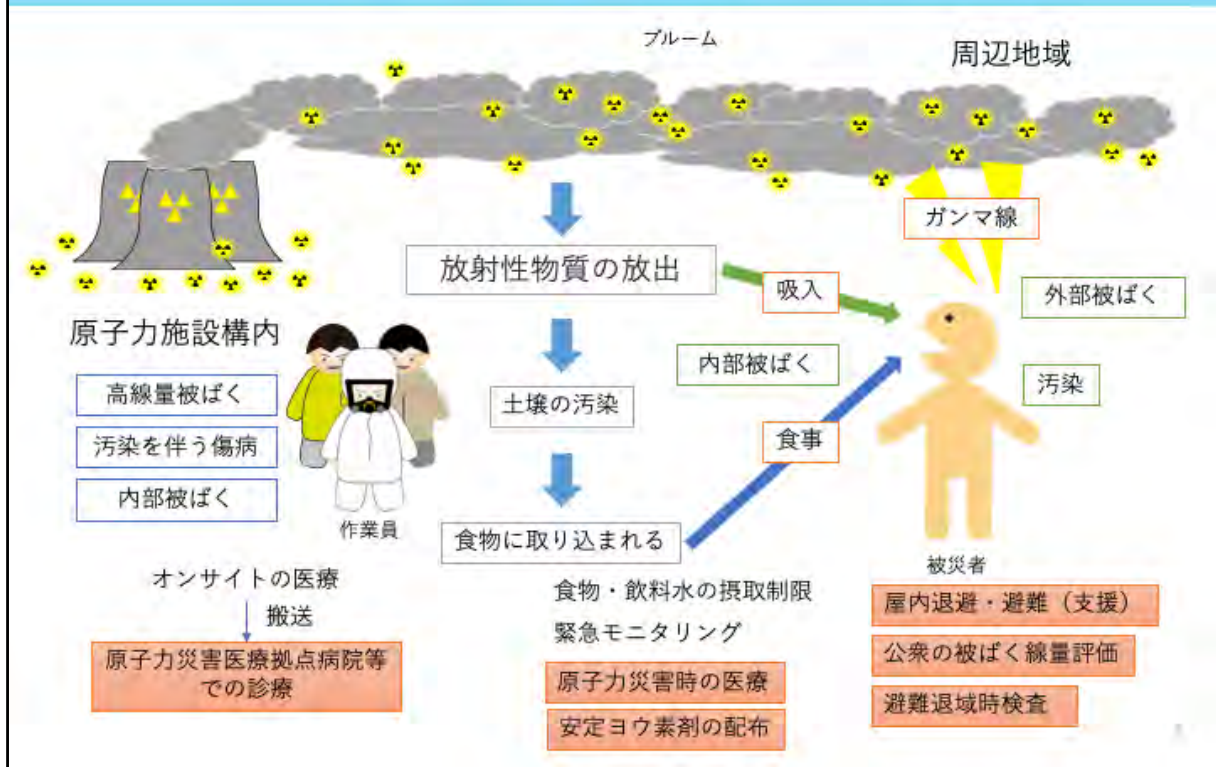 プルーム
周辺地域
ガンマ線
放射性物質の放出
吸入
外部被ばく
原子力施設構内
内部被ばく
汚染
高線量被ばく
土壌の汚染
汚染を伴う傷病
食事
内部被ばく
作業員
食物に取り込まれる
被災者
オンサイトの医療
搬送
原子力災害医療拠点病院等
での診療
食物・飲料水の摂取制限
緊急モニタリング
原子力災害時の医療
安定ヨウ素剤の配布
屋内退避・避難（支援）
公衆の被ばく線量評価
避難退域時検査